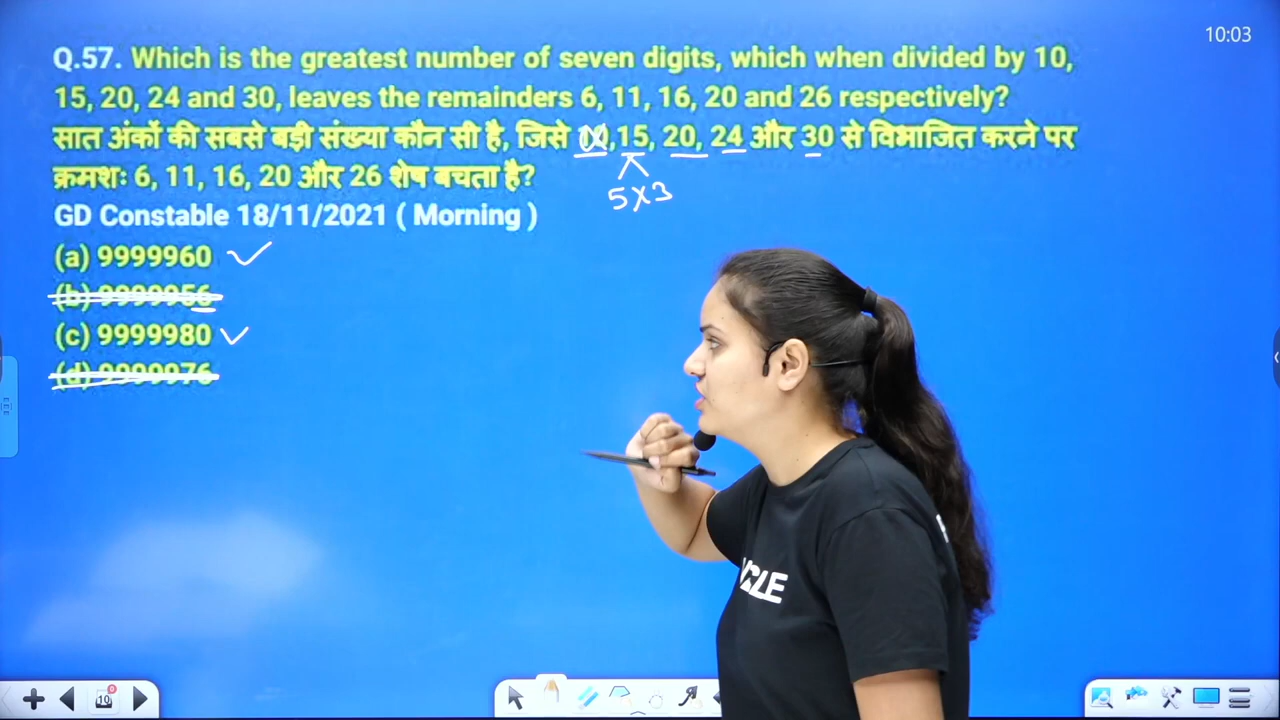 10:03
Q.57. Which is the greatest number of seven digits, which when divided by 10,
15, 20, 24 and 30, leaves the remainders 6, 11, 16, 20 and 26 respectively?
सात अंकों की सबसे बड़ी संख्या कौन सी है, जिसे 10,15, 20, 24 और 30 से विभाजित करने पर
क्रमशः 6, 11, 16, 20 और 26 शेष बचता है?
5X3
GD Constable 18/11/2021 ( Morning )
(a) 9999960
(b) 9999956
(c) 9999980
(d) 9999976
10